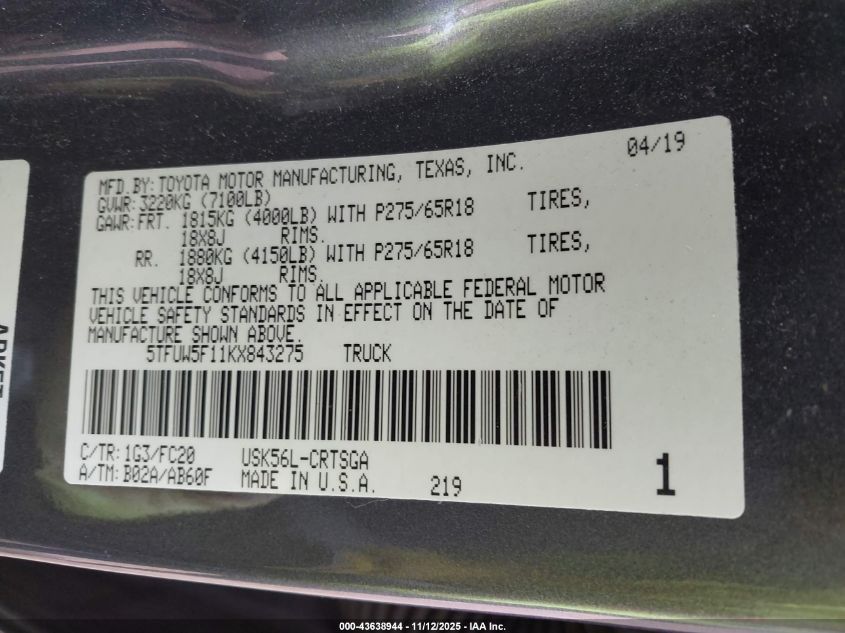 04/19
MFD.BY:TOYOTA MOTOR MANUFACTURING, TEXAS, INC.
GVWR:3220KG (7100LB)
GAWR:FRT. 1815KG (4000LB) WITH P275/65R18 TIRES,
18X8J RIMS.
RR. 1880KG (4150LB) WITH P275/65R18 TIRES,
18X8J RIMS.
THIS VEHICLE CONFORMS TO ALL APPLICABLE FEDERAL MOTOR
VEHICLE SAFETY STANDARDS IN EFFECT ON THE DATE OF
MANUFACTURE SHOWN ABOVE.
5TFUW5F11KX843275 TRUCK
C/TR:1G3/FC20 USK56L-CRTSGA
A/TM:B02A/AB60F MADE IN U.S.A. 219 1
000-43638944 - 11/12/2025 - IAA Inc.